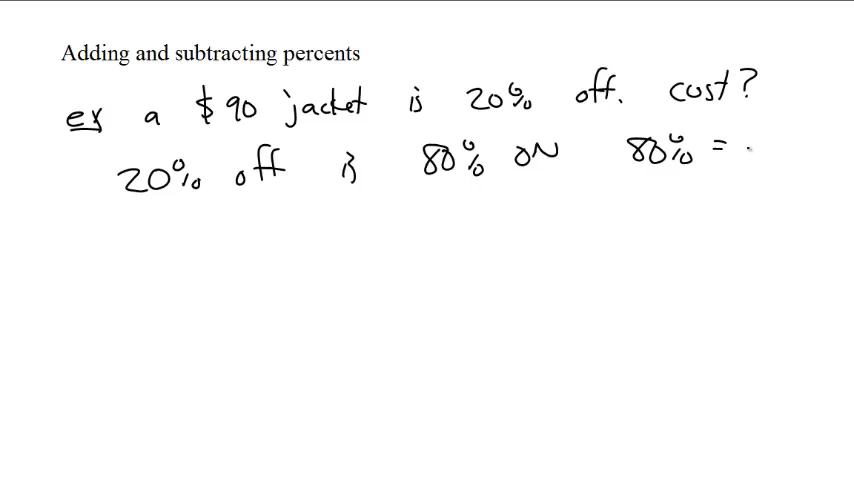 Adding and subtracting percents
ex a $90 jacket is 20% off. cost?
20% off is 80% on 80% = .